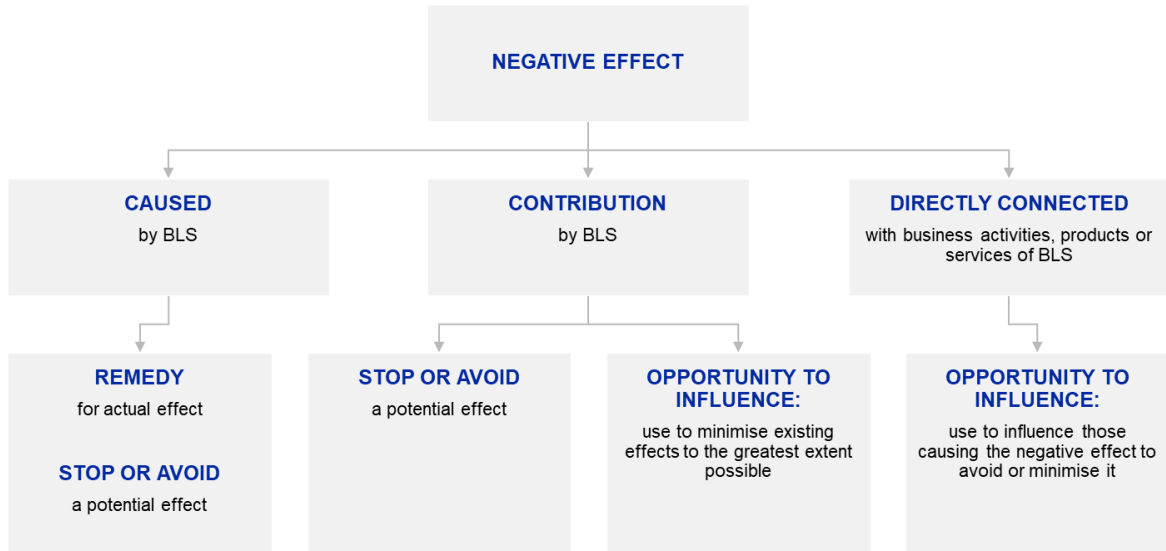 NEGATIVE EFFECT
CAUSED
by BLS
CONTRIBUTION
by BLS
DIRECTLY CONNECTED
with business activities, products or
services of BLS
REMEDY
for actual effect
STOP OR AVOID
a potential effect
STOP OR AVOID
a potential effect
OPPORTUNITY TO
INFLUENCE:
use to minimise existing
effects to the greatest extent
possible
OPPORTUNITY TO
INFLUENCE:
use to influence those
causing the negative effect to
avoid or minimise it